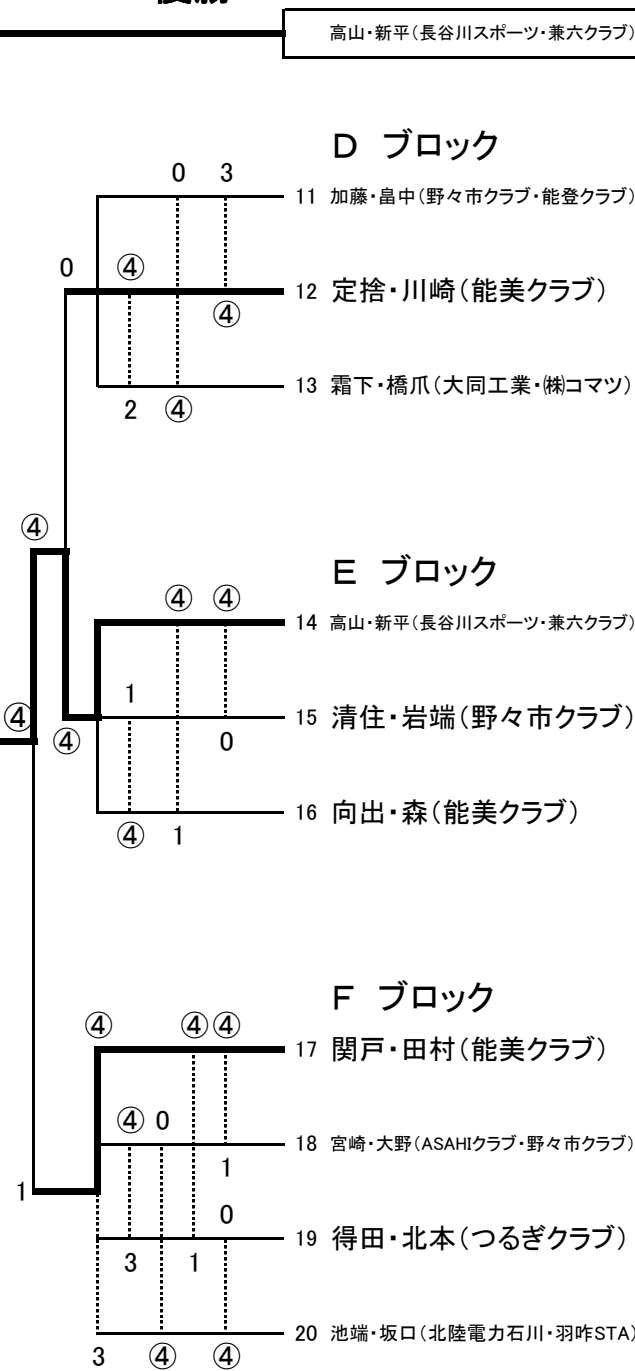 高山・新平(長谷川スポーツ・兼六クラブ)
D ブロック
0 3
11 加藤・畠中(野々市クラブ・能登クラブ)
0 ④
12 定捨・川崎(能美クラブ)
④
13 霜下・橋爪(大同工業・㈱コマツ)
2 ④
④
E ブロック
④ ④
14 高山・新平(長谷川スポーツ・兼六クラブ)
1
15 清住・岩端(野々市クラブ)
④ ④ 0
16 向出・森(能美クラブ)
④ 1
F ブロック
④ ④ ④
17 関戸・田村(能美クラブ)
④ 0
18 宮崎・大野(ASAHIクラブ・野々市クラブ)
1
1
0
19 得田・北本(つるぎクラブ)
3 1
20 池端・坂口(北陸電力石川・羽咋STA)
3 ④ ④